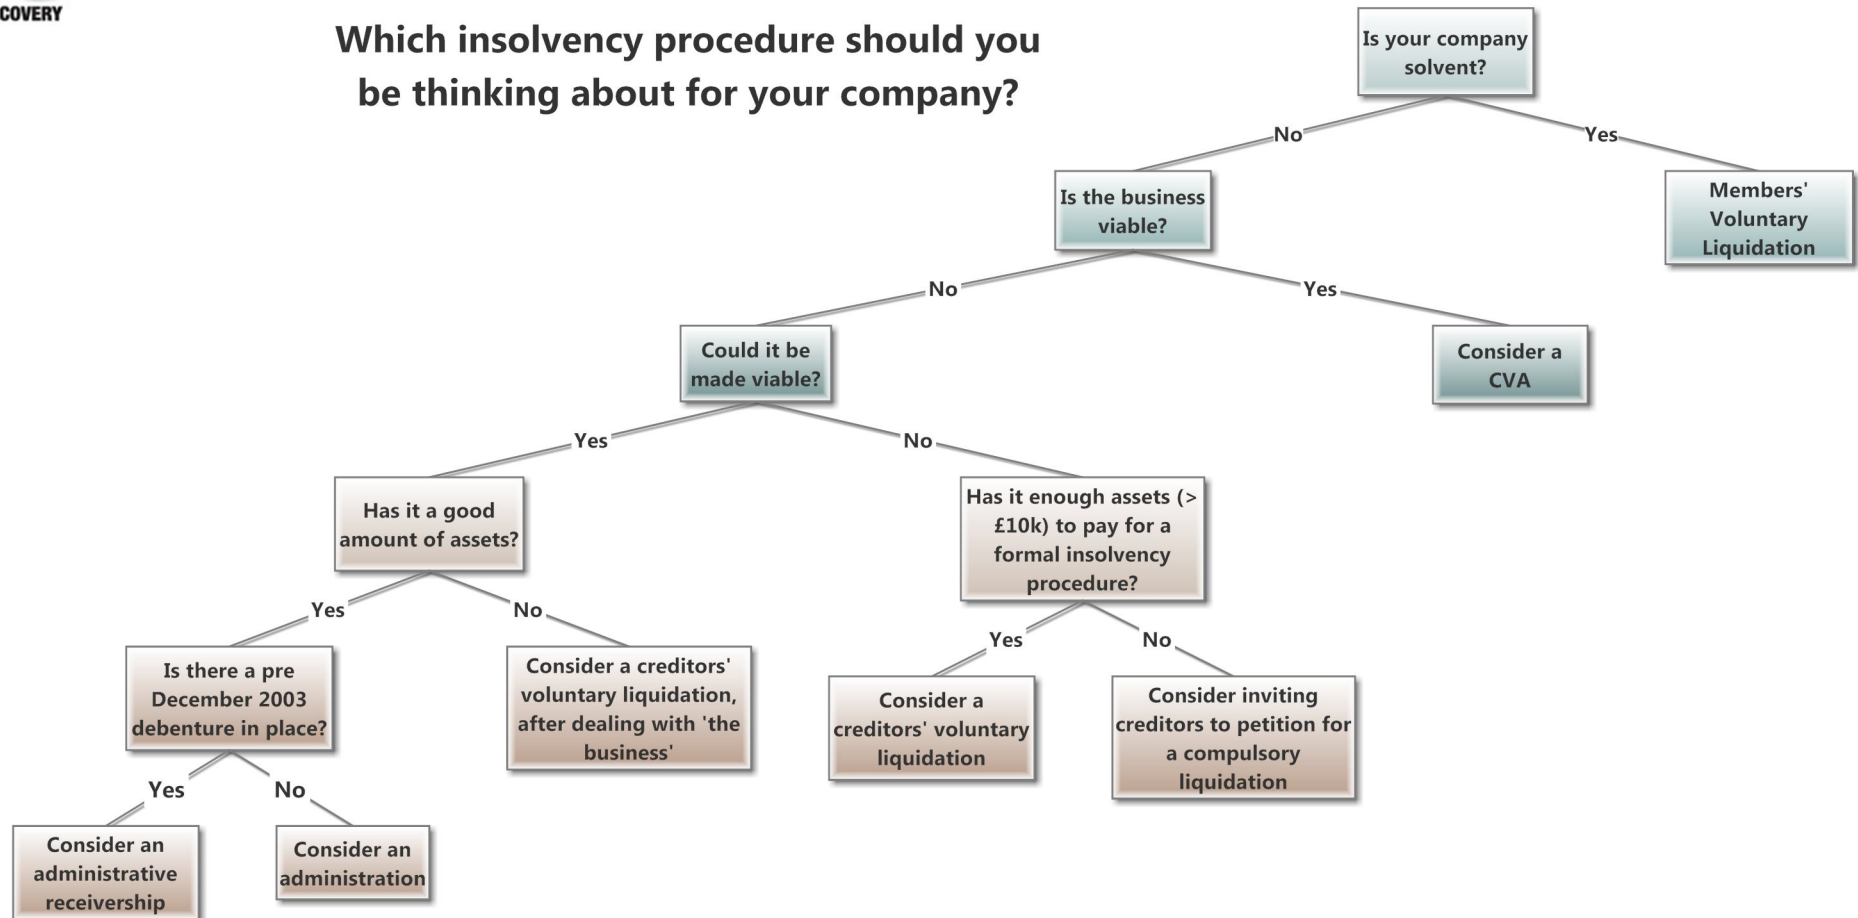 COVERY
Which insolvency procedure should you
be thinking about for your company?
Is your company
solvent?
No
Yes
Is the business
viable?
Members'
Voluntary
Liquidation
No
Yes
Could it be
made viable?
Consider a
CVA
Yes
No
Has it a good
amount of assets?
Has it enough assets (>
£10k) to pay for a
formal insolvency
procedure?
Yes
No
Yes
No
Is there a pre
December 2003
debenture in place?
Consider a creditors'
voluntary liquidation,
after dealing with 'the
business'
Consider a
creditors' voluntary
liquidation
Consider inviting
creditors to petition for
a compulsory
liquidation
Yes
No
Consider an
administrative
receivership
Consider an
administration